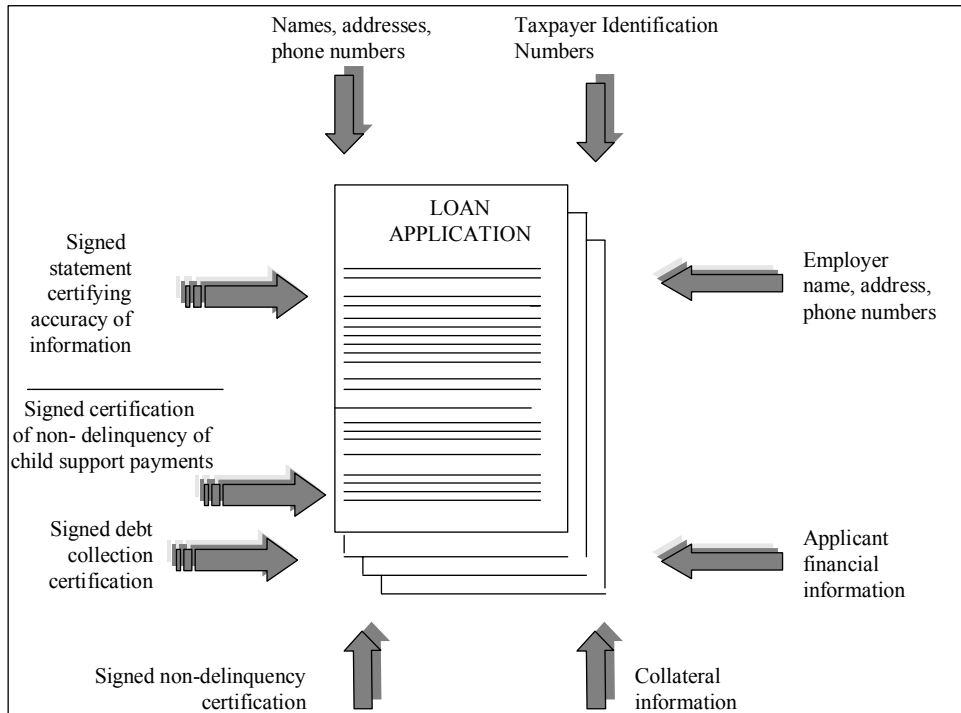 Names, addresses,
phone numbers
Taxpayer Identification
Numbers
LOAN
APPLICATION
Signed
statement
certifying
accuracy of
information
Employer
name, address,
phone numbers
Signed certification
of non- delinquency of
child support payments
Signed debt
collection
certification
Applicant
financial
information
Signed non-delinquency
certification
Collateral
information